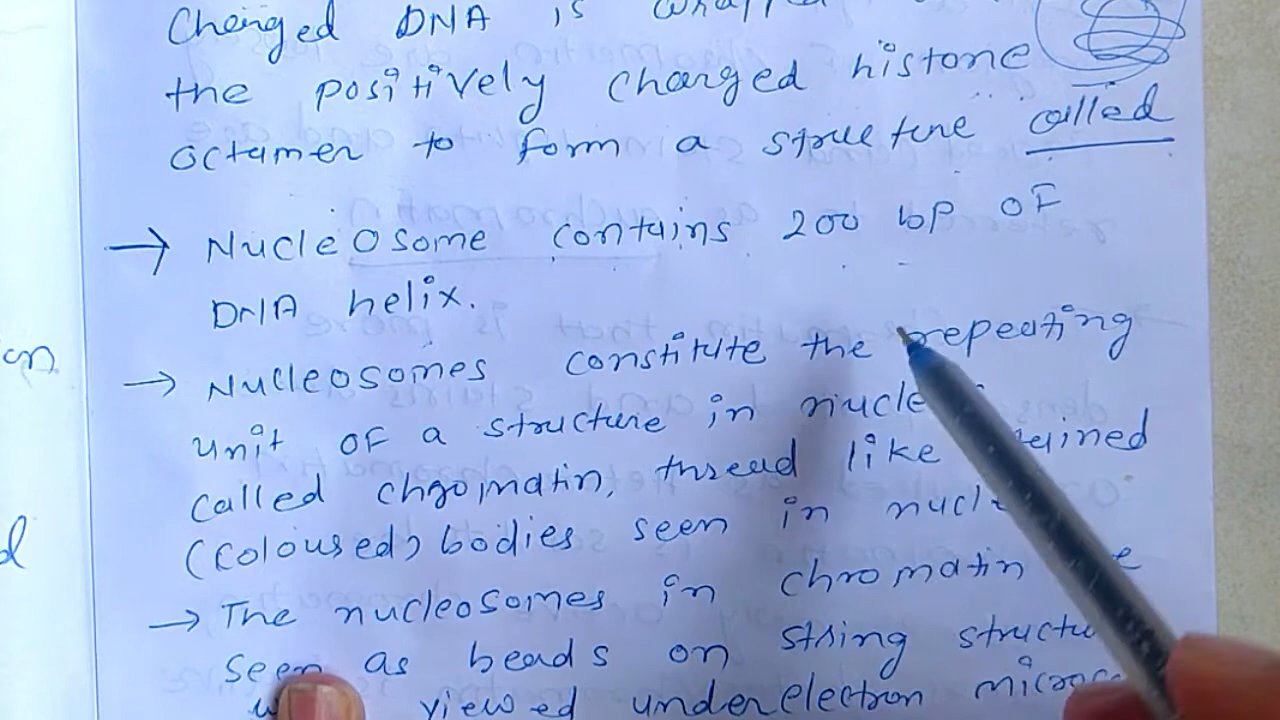 Charged DNA is
the positively charged histone
octamer to form a structure called
→ Nucleosome contains 200 bp of
DNA helix.
→ Nucleosomes constitute the repeating
unit of a structure in
called chromatin, thread like
(coloused) bodies seen in
→ The nucleosomes in chromatin
seen as beads on string
viewed under electron